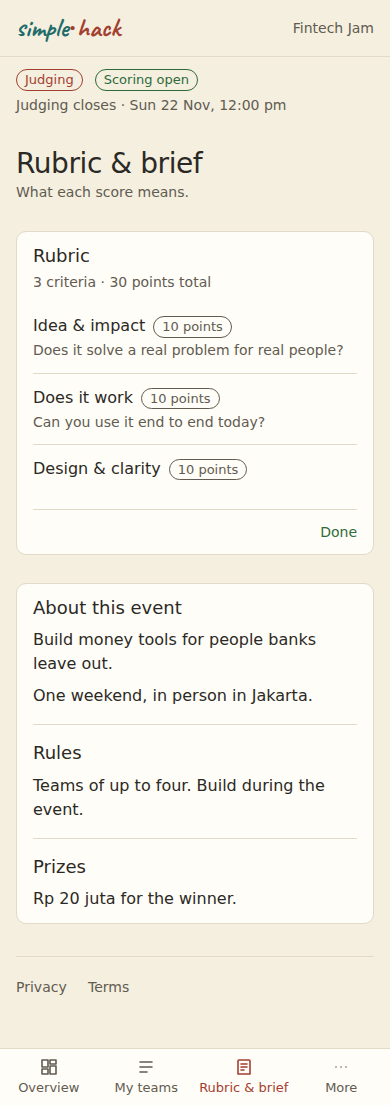 simple·hack
Fintech Jam
Judging
Scoring open
Judging closes · Sun 22 Nov, 12:00 pm
Rubric & brief
What each score means.
Rubric
3 criteria · 30 points total
Idea & impact 10 points
Does it solve a real problem for real people?
Does it work 10 points
Can you use it end to end today?
Design & clarity 10 points
Done
About this event
Build money tools for people banks
leave out.
One weekend, in person in Jakarta.
Rules
Teams of up to four. Build during the
event.
Prizes
Rp 20 juta for the winner.
Privacy
Terms
Overview
My teams
Rubric & brief
More